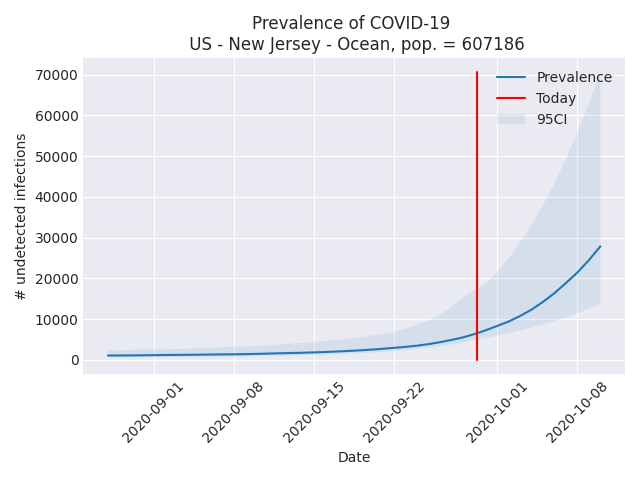 Prevalence of COVID-19
US - New Jersey - Ocean, pop. = 607186
70000
60000
50000
40000
30000
20000
10000
0
# undetected infections
Prevalence
Today
95CI
2020-09-01
2020-09-08
2020-09-15
2020-09-22
2020-10-01
2020-10-08
Date